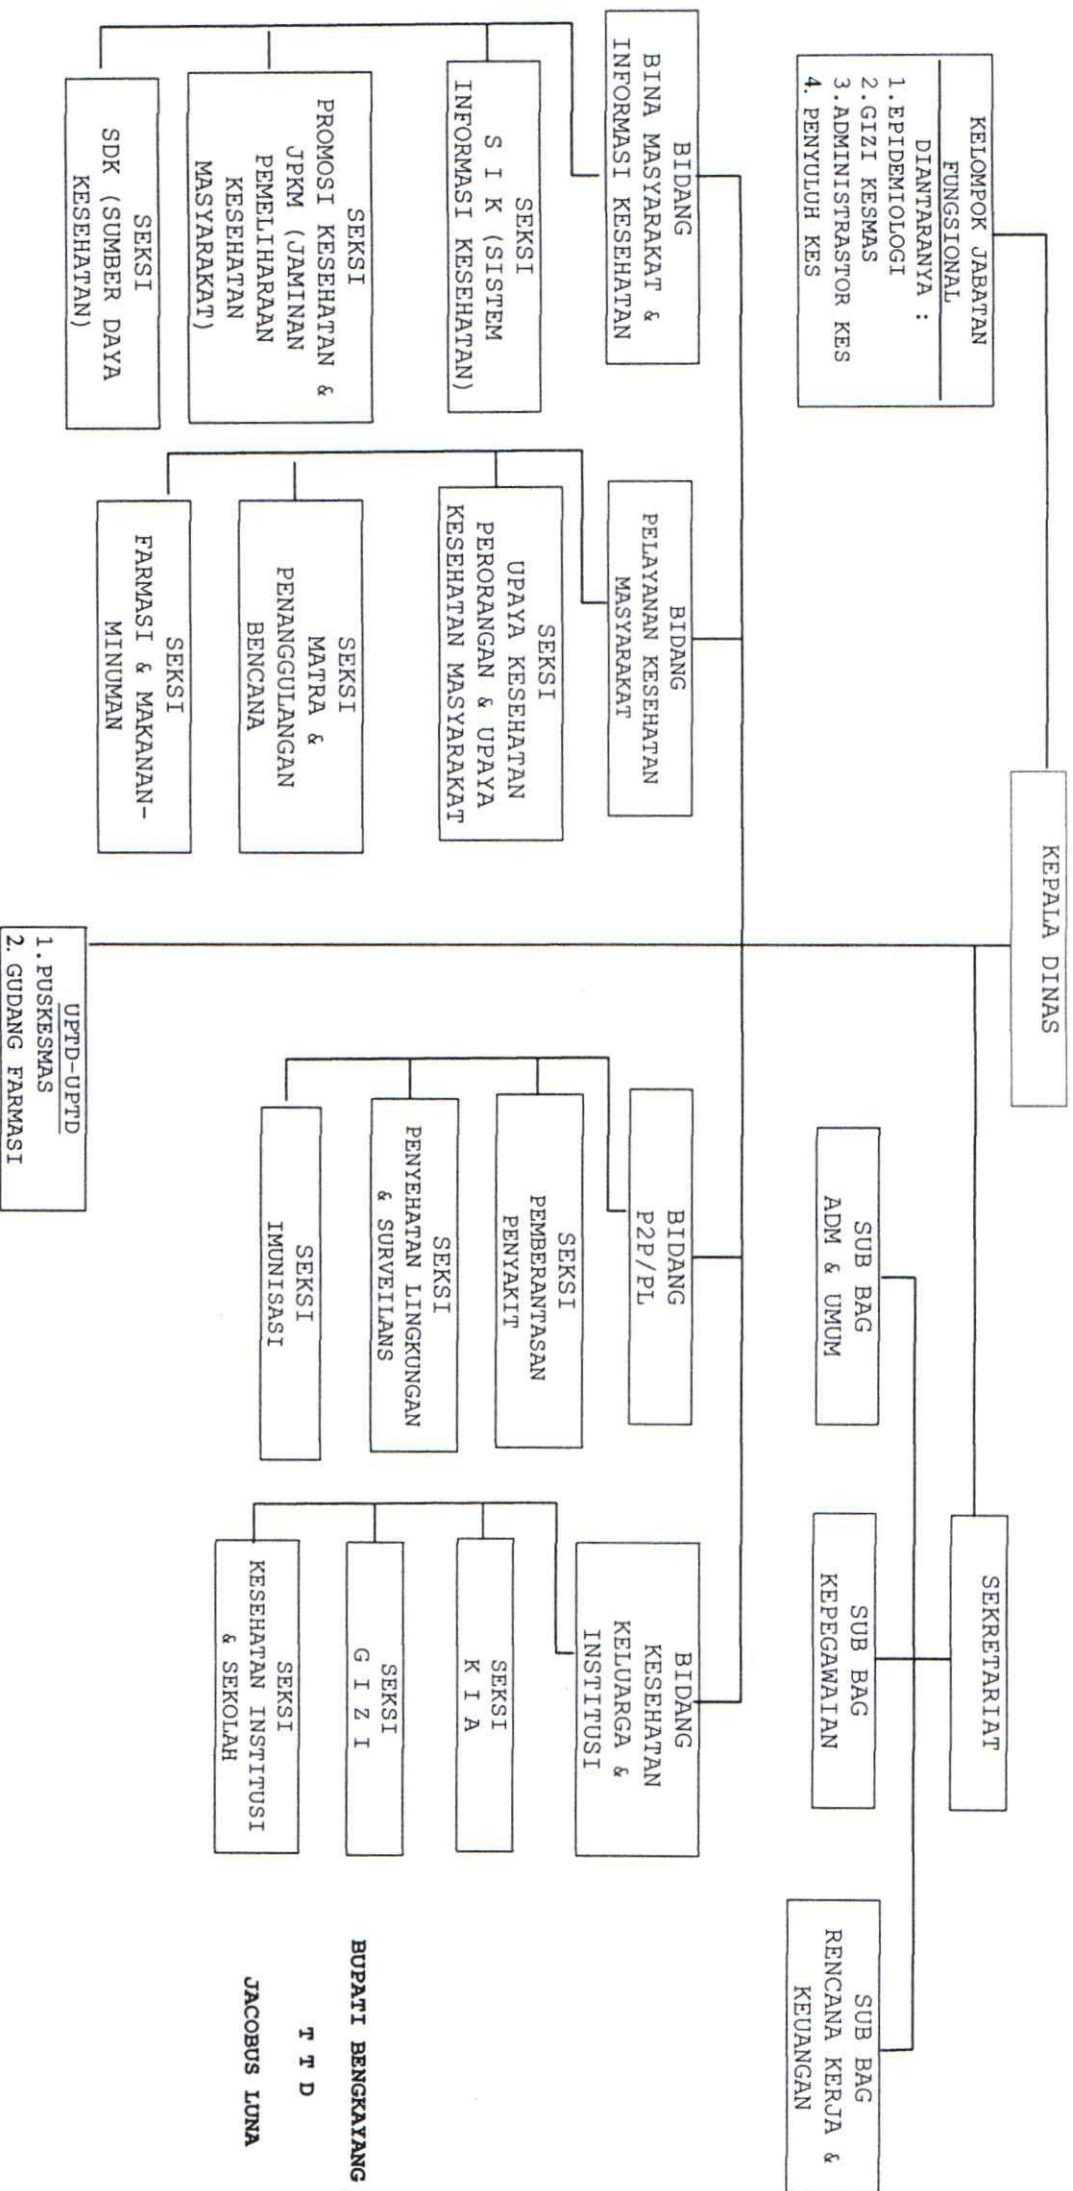 KEPALA DINAS
KELOMPOK JABATAN
FUNGSIONAL
DIANTARANYA :
1.EPIDEMIOLOGI
2.GIZI KESMAS
3.ADMINISTRASTOR KES
4. PENYULUH KES
SEKRETARIAT
SUB BAG
ADM & UMUM
SUB BAG
KEPEGAWAIAN
SUB BAG
RENCANA KERJA &
KEUANGAN
BIDANG
BINA MASYARAKAT &
INFORMASI KESEHATAN
SEKSI
S I K (SISTEM
INFORMASI KESEHATAN)
SEKSI
PROMOSI KESEHATAN &
JPKM (JAMINAN
PEMELIHARAAN
KESEHATAN
MASYARAKAT)
SEKSI
SDK (SUMBER DAYA
KESEHATAN)
BIDANG
PELAYANAN KESEHATAN
MASYARAKAT
SEKSI
UPAYA KESEHATAN
PERORANGAN & UPAYA
KESEHATAN MASYARAKAT
SEKSI
MATRA &
PENANGGULANGAN
BENCANA
SEKSI
FARMASI & MAKANAN-
MINUMAN
BIDANG
P2P/PL
SEKSI
PEMBERANTASAN
PENYAKIT
SEKSI
PENYEHATAN LINGKUNGAN
& SURVEILANS
SEKSI
IMUNISASI
BIDANG
KESEHATAN
KELUARGA &
INSTITUSI
SEKSI
K I A
SEKSI
G I Z I
SEKSI
KESEHATAN INSTITUSI
& SEKOLAH
UPTD-UPTD
1.PUSKESMAS
2. GUDANG FARMASI
BUPATI BENGKAYANG
T T D
JACOBUS LUNA